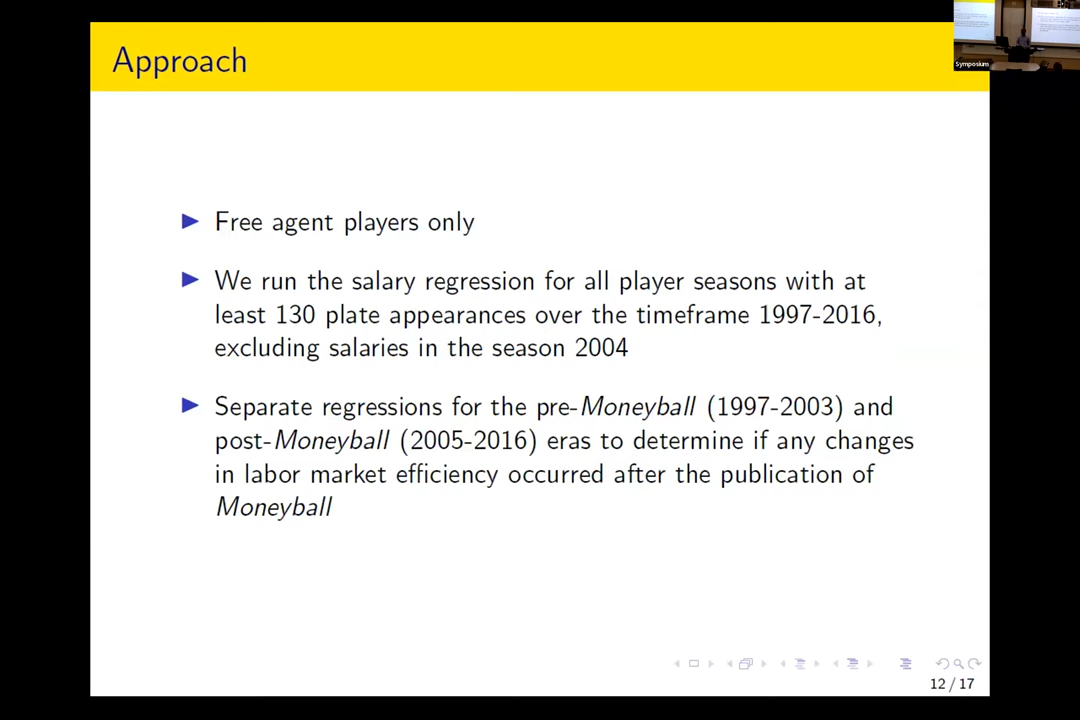 Approach
Symposium
▶ Free agent players only
▶ We run the salary regression for all player seasons with at
least 130 plate appearances over the timeframe 1997-2016,
excluding salaries in the season 2004
▶ Separate regressions for the pre-Moneyball (1997-2003) and
post-Moneyball (2005-2016) eras to determine if any changes
in labor market efficiency occurred after the publication of
Moneyball
12 / 17